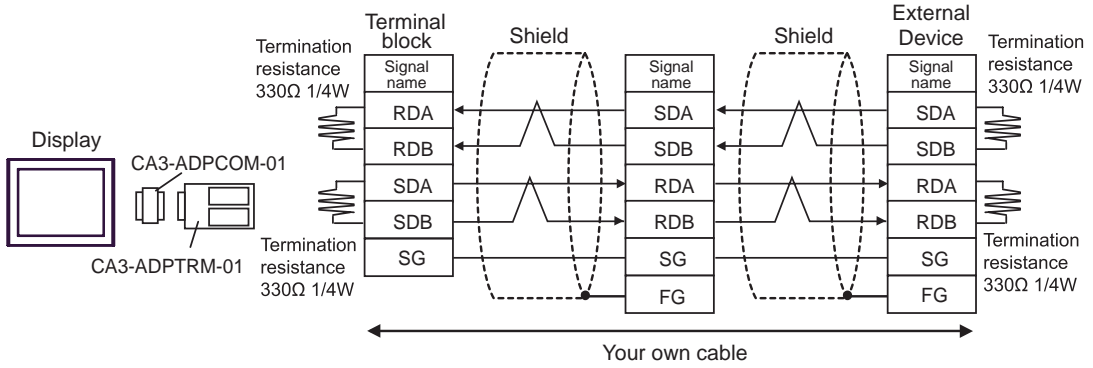 Display
CA3-ADPCOM-01
CA3-ADPTRM-01
Termination
resistance
330Ω 1/4W
Termination
resistance
330Ω 1/4W
Terminal
block
Signal
name
RDA
RDB
SDA
SDB
SG
Shield
Signal
name
SDA
SDB
RDA
RDB
SG
FG
Shield
External
Device
Signal
name
SDA
SDB
RDA
RDB
SG
FG
Termination
resistance
330Ω 1/4W
Termination
resistance
330Ω 1/4W
Your own cable